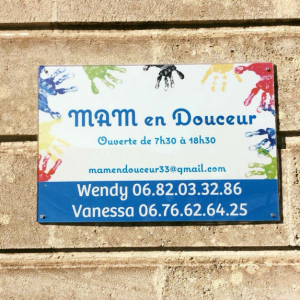 MAM en Douceur
Ouverte de 7h30 à 18h30
mamendouceur33@gmail.com
Wendy 06.82.03.32.86
Vanessa 06.76.62.64.25